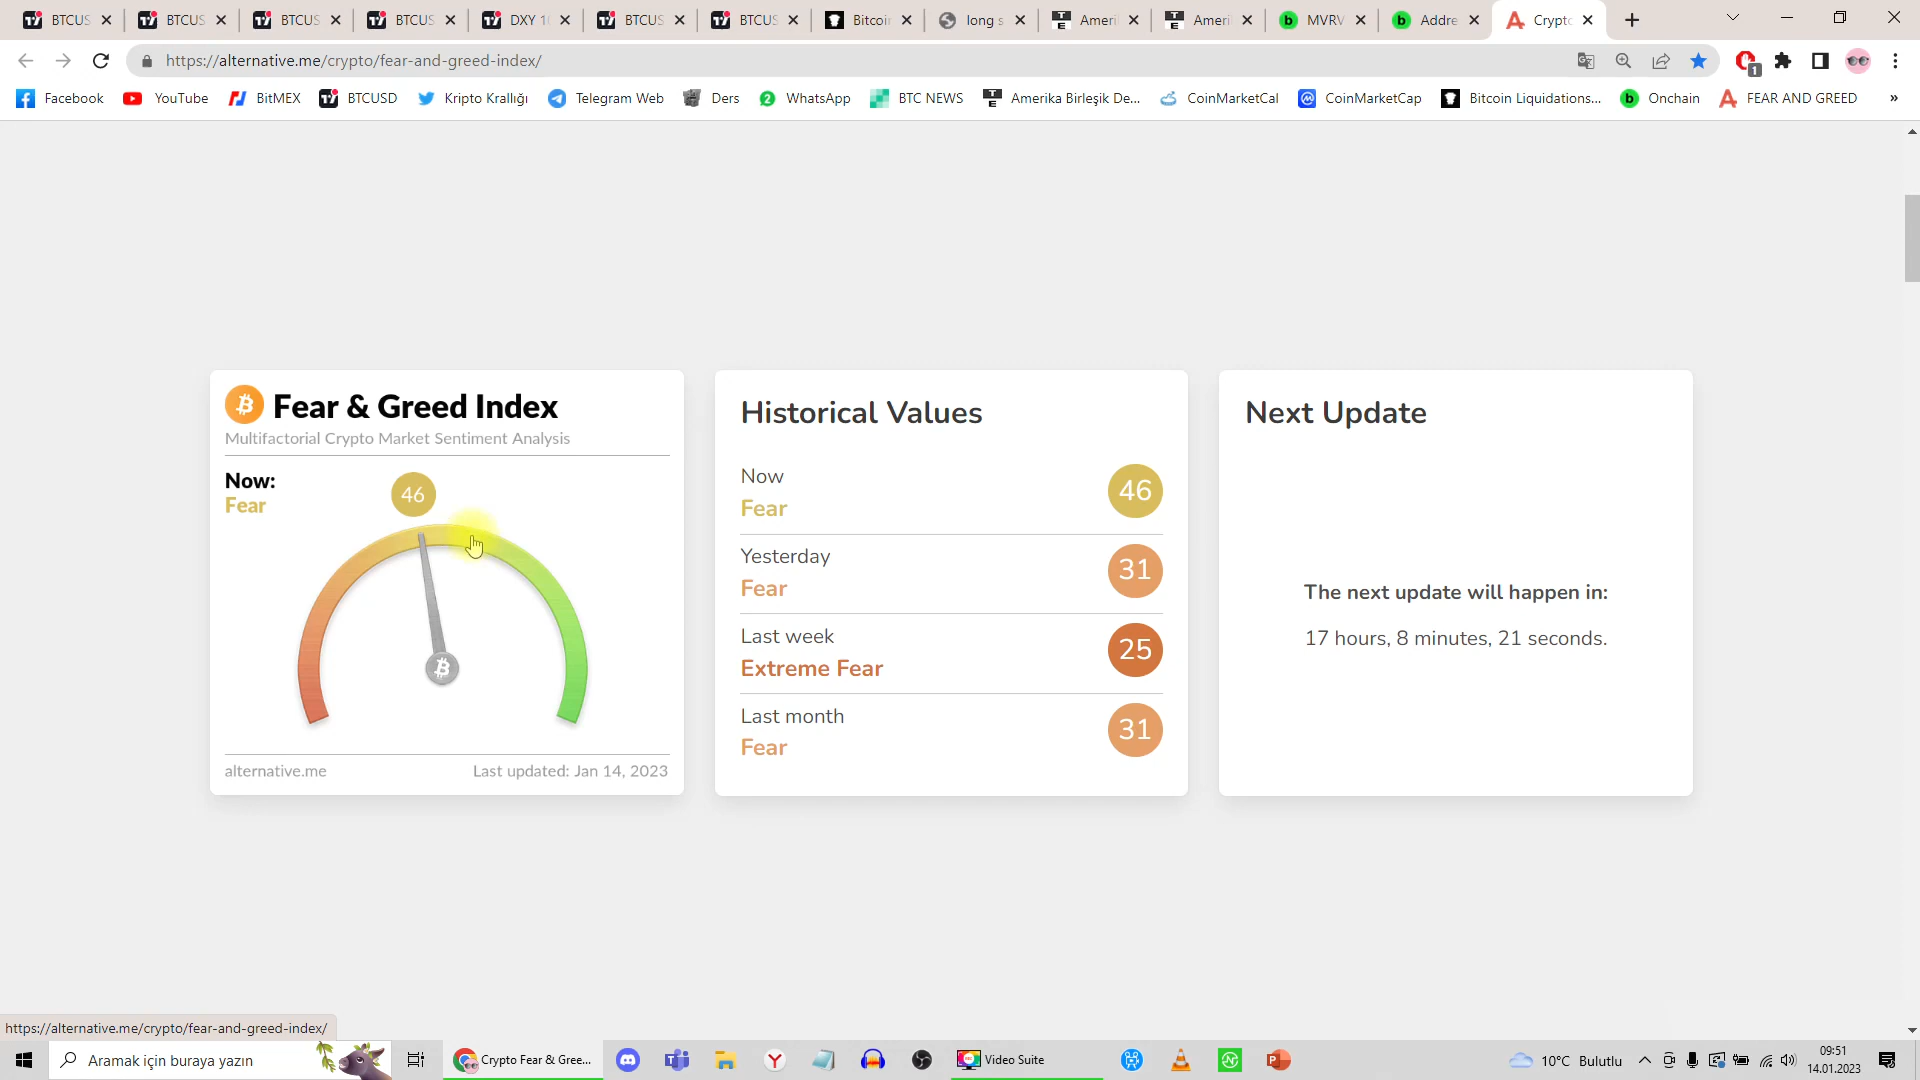 BTCUS
BTCUS
BTCUS
BTCUS
DXY 10
BTCUS
BTCUS
Bitcoi
long s
Ameri
Ameri
MVRV
Addre
Crypto
https://alternative.me/crypto/fear-and-greed-index/
1
Facebook
YouTube
BitMEX
BTCUSD
Kripto Krallığı
Telegram Web
Ders
2 WhatsApp
BTC NEWS
Amerika Birleşik De...
CoinMarketCal
CoinMarketCap
Bitcoin Liquidations...
Onchain
FEAR AND GREED
»
Fear & Greed Index
Multifactorial Crypto Market Sentiment Analysis
Now:
Fear
46
alternative.me
Last updated: Jan 14, 2023
Historical Values
Now
Fear
46
Yesterday
Fear
31
Last week
Extreme Fear
25
Last month
Fear
31
Next Update
The next update will happen in:
17 hours, 8 minutes, 21 seconds.
https://alternative.me/crypto/fear-and-greed-index/
Aramak için buraya yazın
Crypto Fear & Gree...
Video Suite
10°C Bulutlu
09:51
14.01.2023